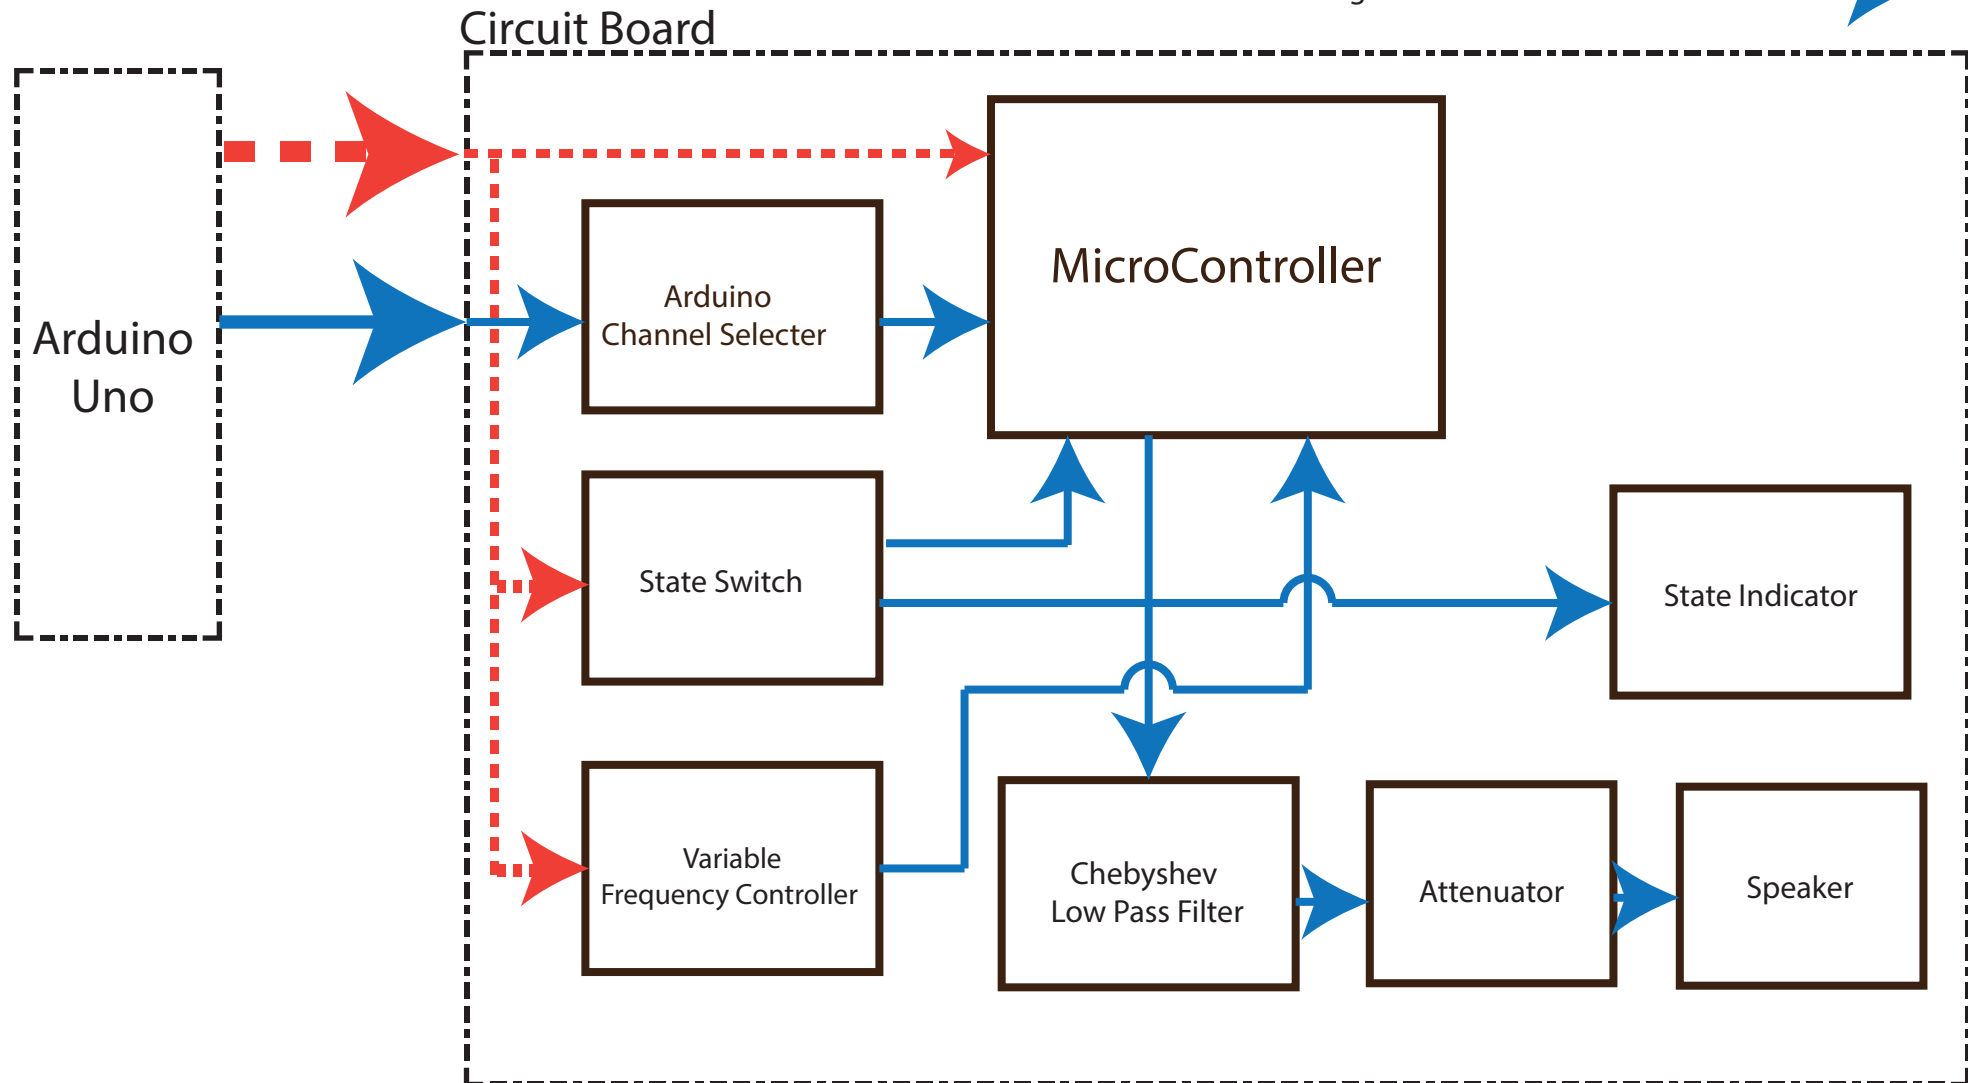 Circuit Board
Arduino
Uno
Arduino
Channel Selecter
MicroController
State Switch
State Indicator
Variable
Frequency Controller
Chebyshev
Low Pass Filter
Attenuator
Speaker